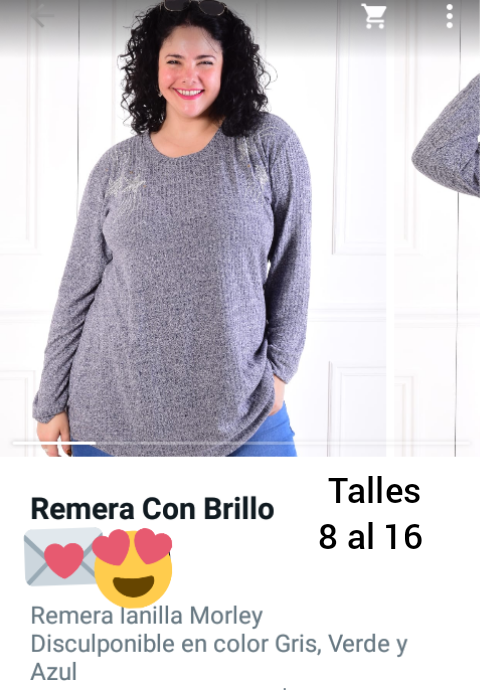 Remera Con Brillo
Talles
8 al 16
Remera lanilla Morley
Disculponible en color Gris, Verde y
Azul